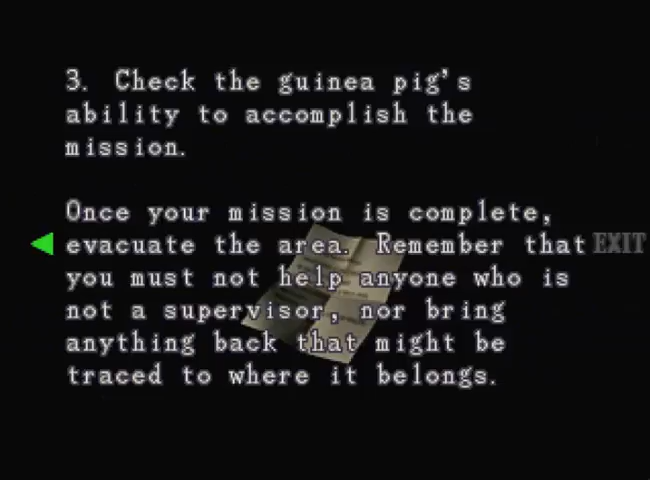 3. Check the guinea pig's
ability to accomplish the
mission.
Once your mission is complete,
evacuate the area. Remember that
EXIT
you must not help anyone who is
not a supervisor, nor bring
anything back that might be
traced to where it belongs.